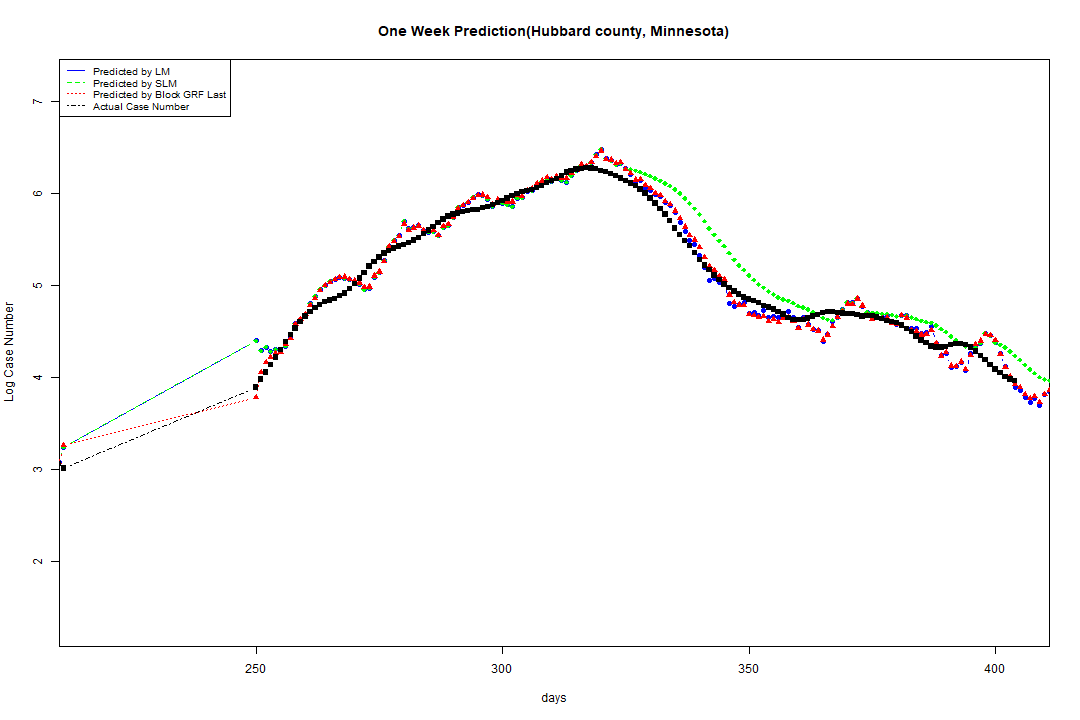 One Week Prediction(Hubbard county, Minnesota)
Predicted by LM
Predicted by SLM
Predicted by Block GRF Last
Actual Case Number
7
6
5
4
3
2
Log Case Number
250 300 350 400
days